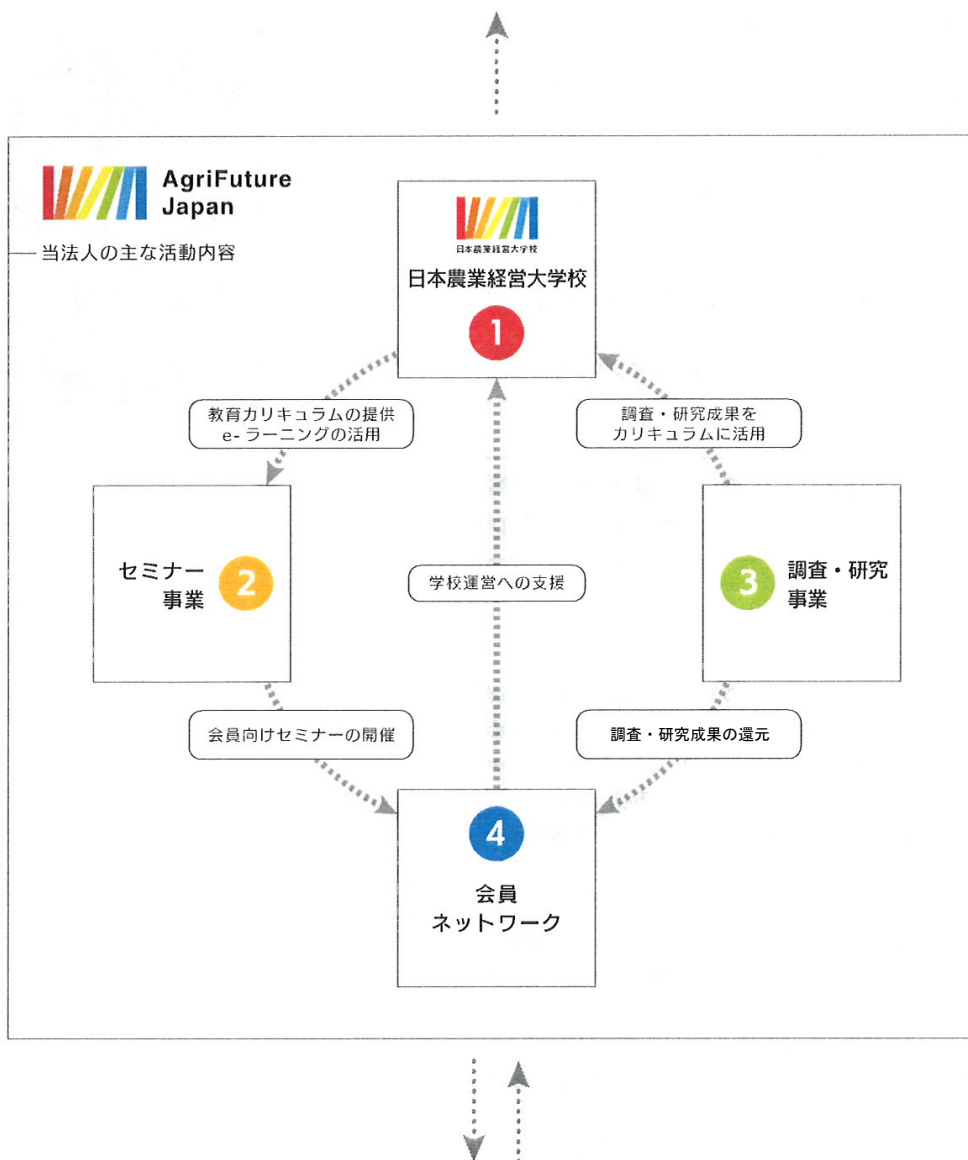 AgriFuture
Japan
当法人の主な活動内容
日本農業経営大学校
日本農業経営大学校
1
教育カリキュラムの提供
e- ラーニングの活用
調査・研究成果を
カリキュラムに活用
セミナー
事業
2
学校運営への支援
3
調査・研究
事業
会員向けセミナーの開催
調査・研究成果の還元
4
会員
ネットワーク